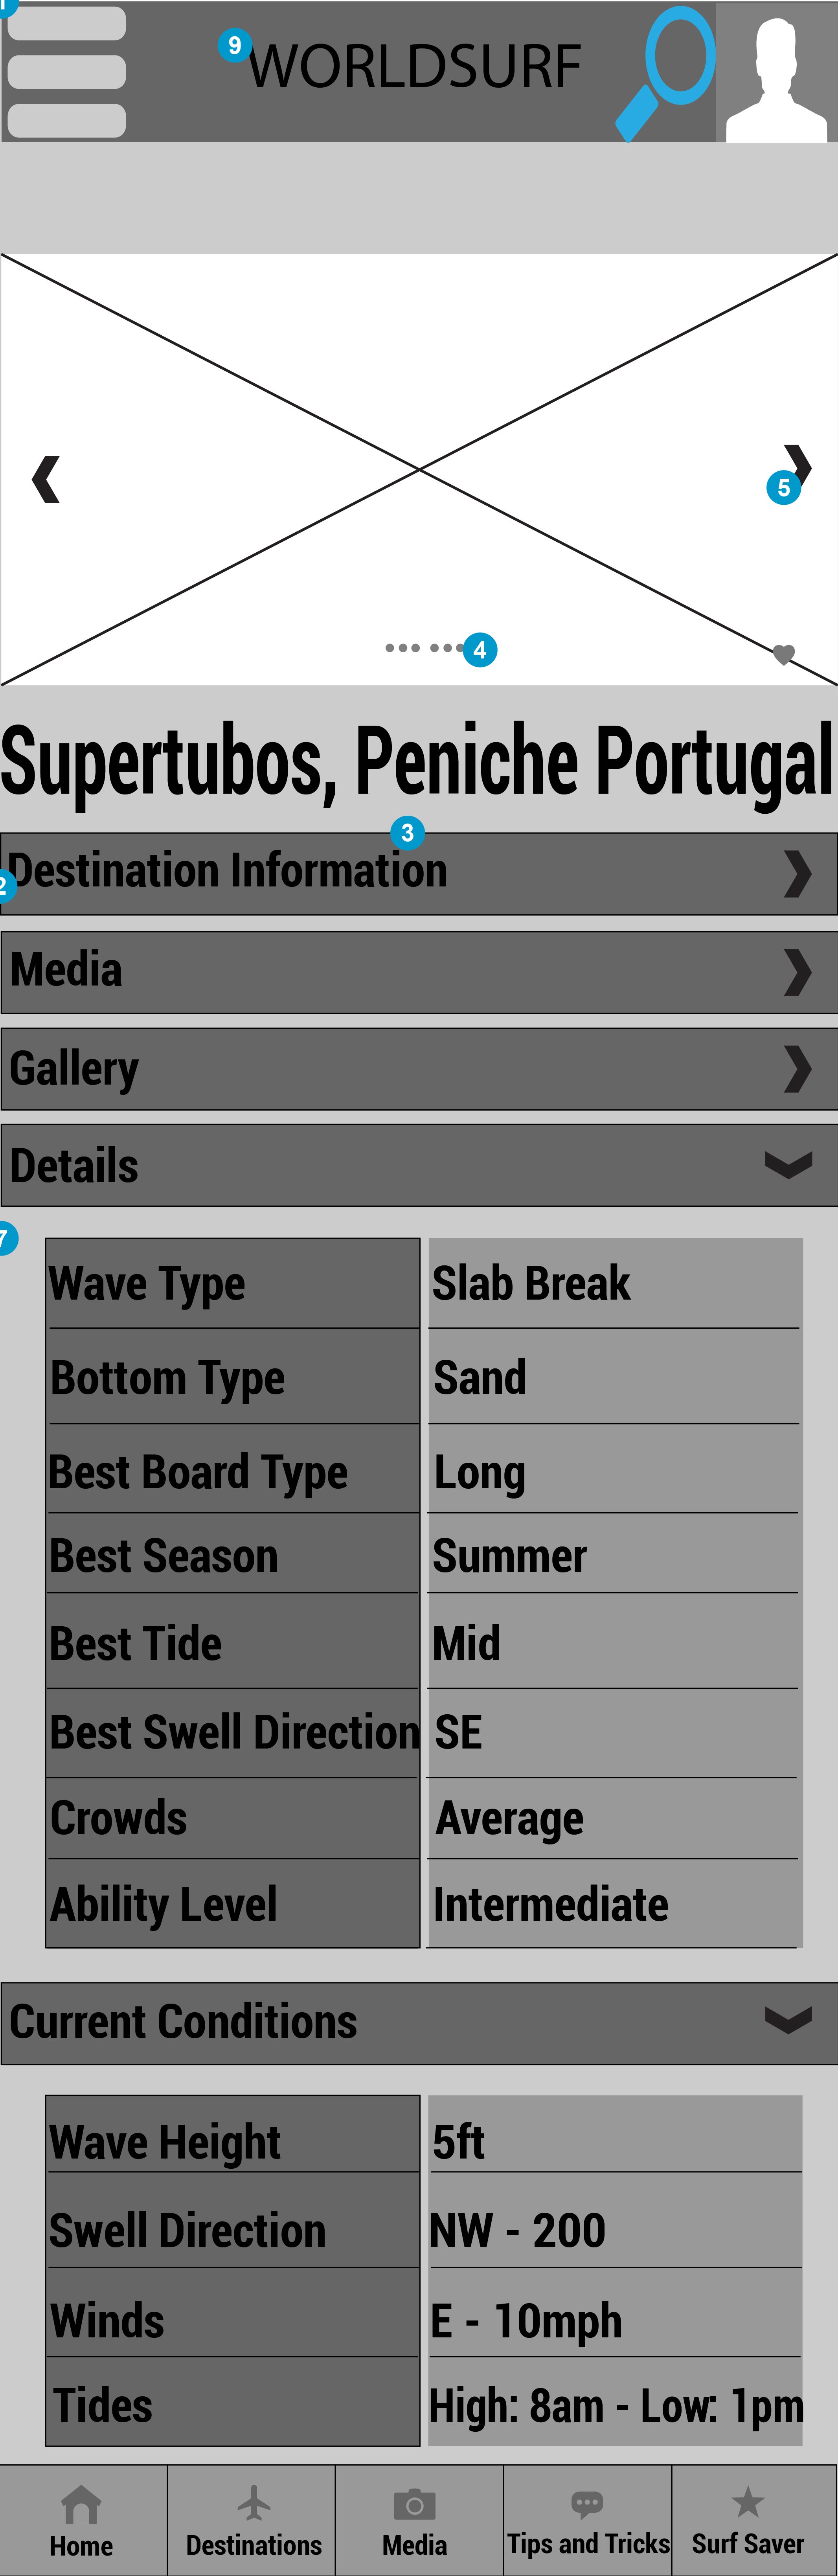 1
9
WORLDSURF
5
4
Supertubos, Peniche Portugal
3
Destination Information
2
Media
Gallery
Details
7
Wave Type Slab Break
Bottom Type Sand
Best Board Type Long
Best Season Summer
Best Tide Mid
Best Swell Direction SE
Crowds Average
Ability Level Intermediate
Current Conditions
Wave Height 5ft
Swell Direction NW - 200
Winds E - 10mph
Tides High: 8am - Low: 1pm
Home Destinations Media Tips and Tricks Surf Saver